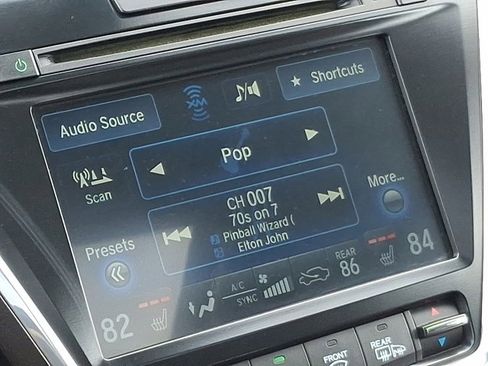 XM
Shortcuts
Audio Source
Pop
Scan
CH 007
70s on 7
Pinball Wizard (
Elton John
More...
Presets
82
A/C
SYNC
REAR
86
84
FRONT
REAR